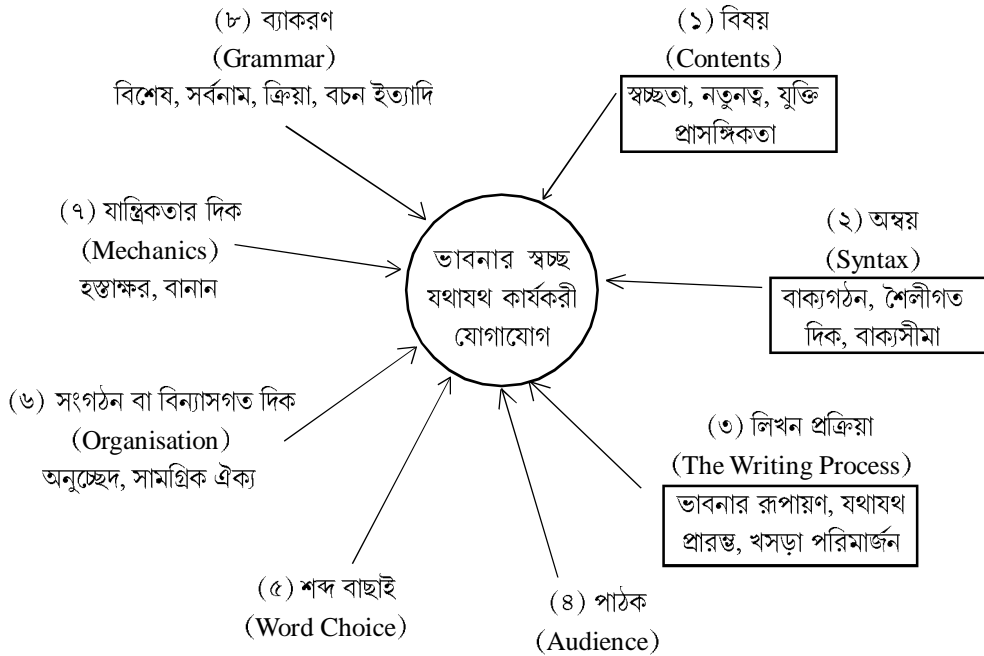 (৮) ব্যাকরণ
(Grammar)
বিশেষ, সর্বনাম, ক্রিয়া, বচন ইত্যাদি
(১) বিষয়
(Contents)
স্বচ্ছতা, নতুনত্ব, যুক্তি
প্রাসঙ্গিকতা
(২) অন্বয়
(Syntax)
বাক্যগঠন, শৈলীগত
দিক, বাক্যসীমা
(৩) লিখন প্রক্রিয়া
(The Writing Process)
ভাবনার রূপায়ণ, যথাযথ
প্রারম্ভ, খসড়া পরিমার্জন
(৪) পাঠক
(Audience)
(৫) শব্দ বাছাই
(Word Choice)
(৬) সংগঠন বা বিন্যাসগত দিক
(Organisation)
অনুচ্ছেদ, সামগ্রিক ঐক্য
(৭) যান্ত্রিকতার দিক
(Mechanics)
হস্তাক্ষর, বানান
ভাবনার স্বচ্ছ
যথাযথ কার্যকরী
যোগাযোগ